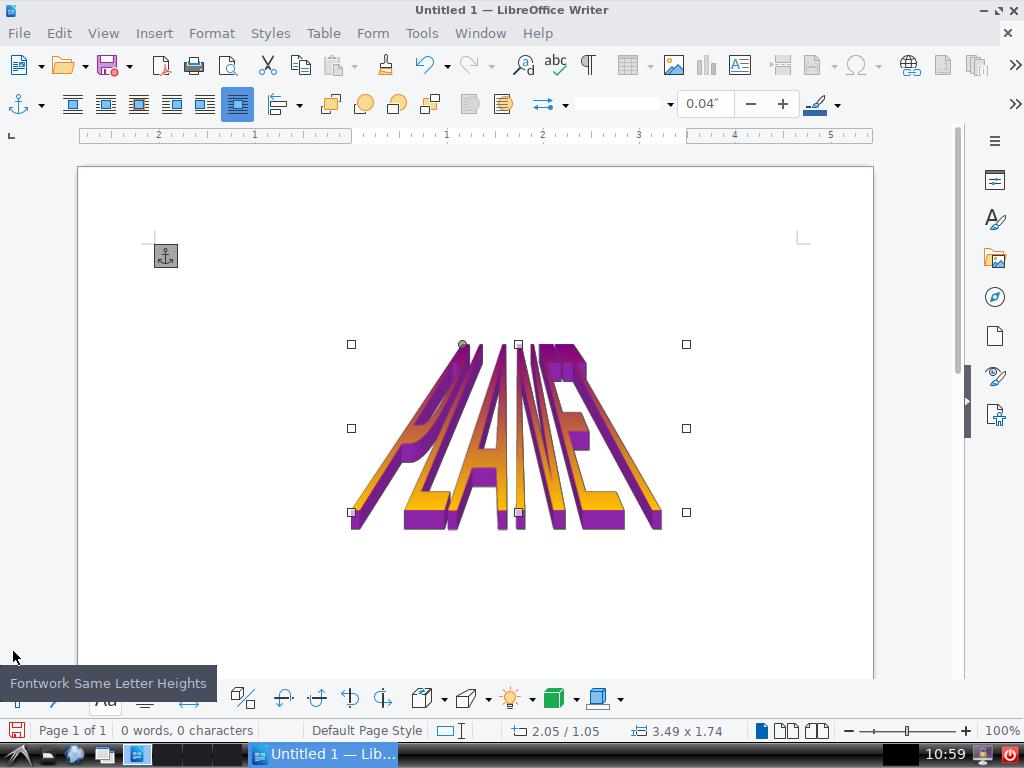 Untitled 1 — LibreOffice Writer
File Edit View Insert Format Styles Table Form Tools Window Help
abc
a d
0.04″
2 1 1 2 3 4 5
PLANET
Fontwork Same Letter Heights
Aa
Page 1 of 1 0 words, 0 characters Default Page Style 2.05 / 1.05 3.49 x 1.74 100%
Untitled 1 — Lib... 10:59